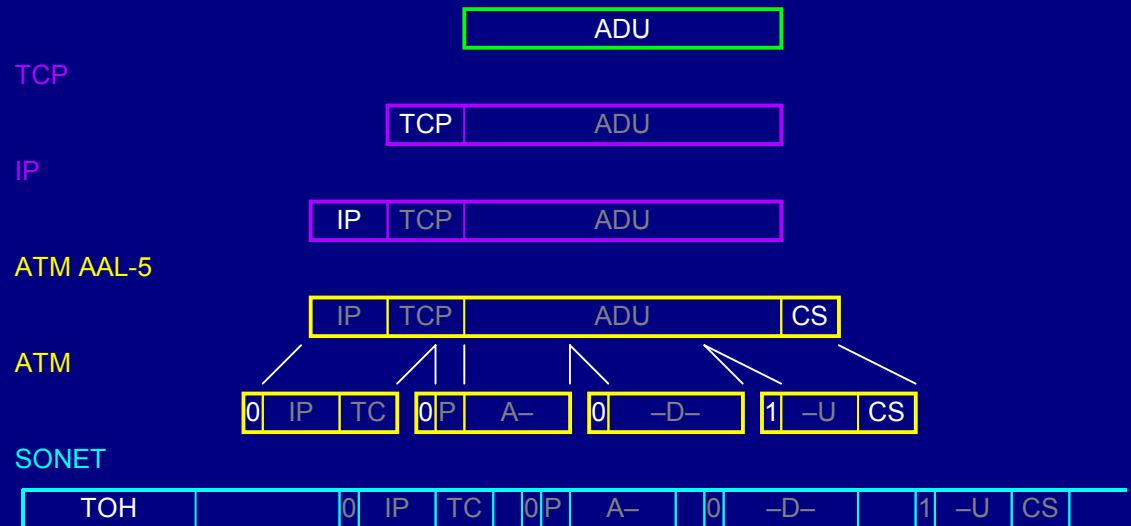 ADU
TCP
TCP ADU
IP
IP TCP ADU
ATM AAL-5
IP TCP ADU CS
ATM
0 IP TC 0 P A– 0 –D– 1 –U CS
SONET
TOH 0 IP TC 0 P A– 0 –D– 1 –U CS